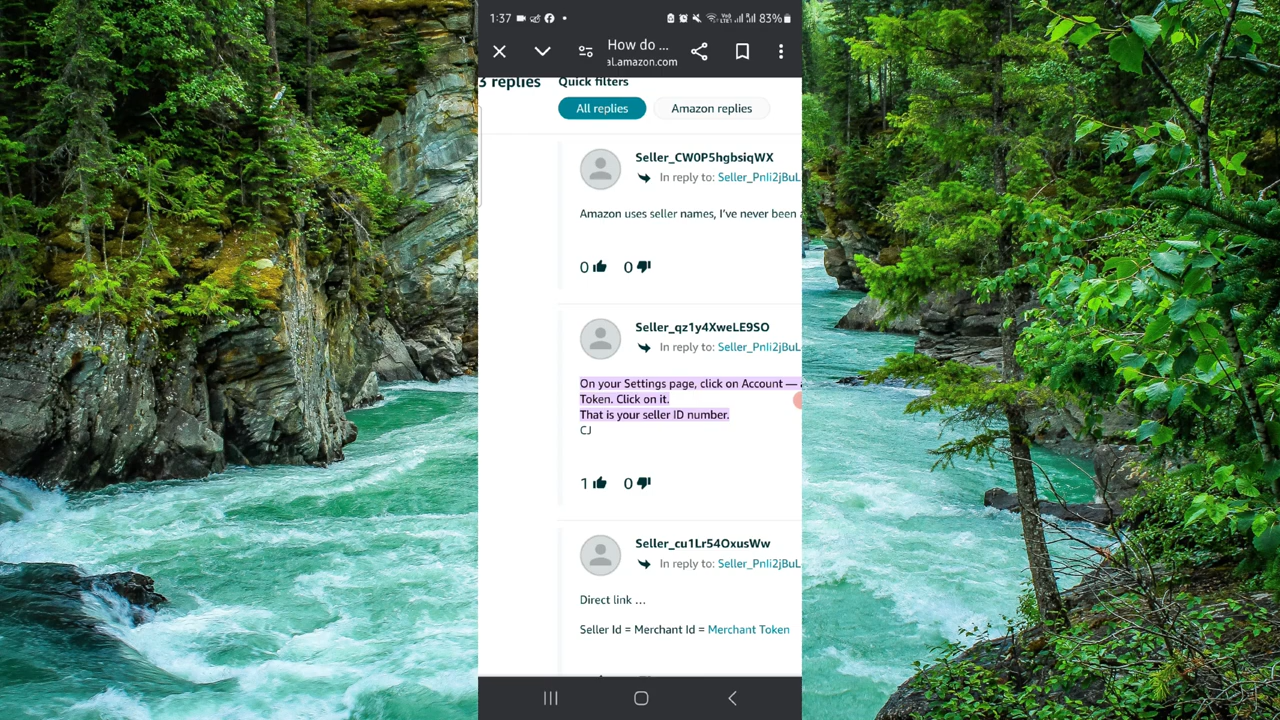 1:37
83%
How do ...
al.amazon.com
3 replies
Quick filters
All replies
Amazon replies
Seller_CW0P5hgbsiqWX
In reply to: Seller_PnIi2jBuL
Amazon uses seller names, I've never been
0 0
Seller_qz1y4XweLE9SO
In reply to: Seller_PnIi2jBuL
On your Settings page, click on Account —
Token. Click on it.
That is your seller ID number.
CJ
1 0
Seller_cu1Lr54OxusWw
In reply to: Seller_PnIi2jBuL
Direct link ...
Seller Id = Merchant Id = Merchant Token